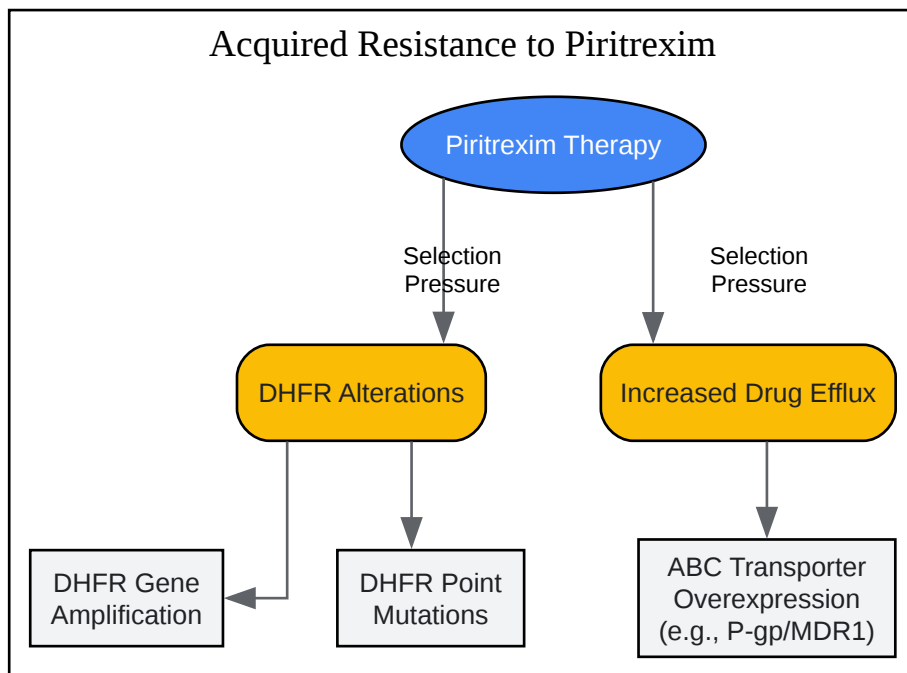 Acquired Resistance to Piritrexim
Piritrexim Therapy
Selection
Pressure
Selection
Pressure
DHFR Alterations
Increased Drug Efflux
DHFR Gene
Amplification
DHFR Point
Mutations
ABC Transporter
Overexpression
(e.g., P-gp/MDR1)